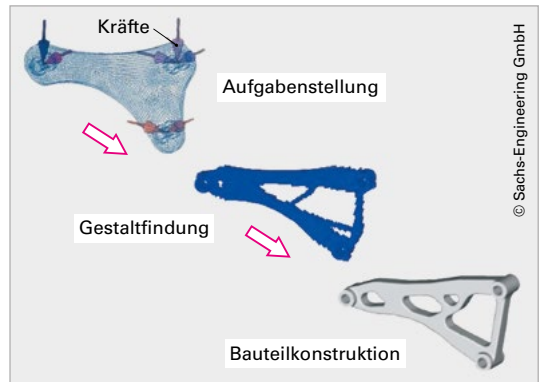 Kräfte
Aufgabenstellung
Gestaltfindung
Bauteilkonstruktion
© Sachs-Engineering GmbH